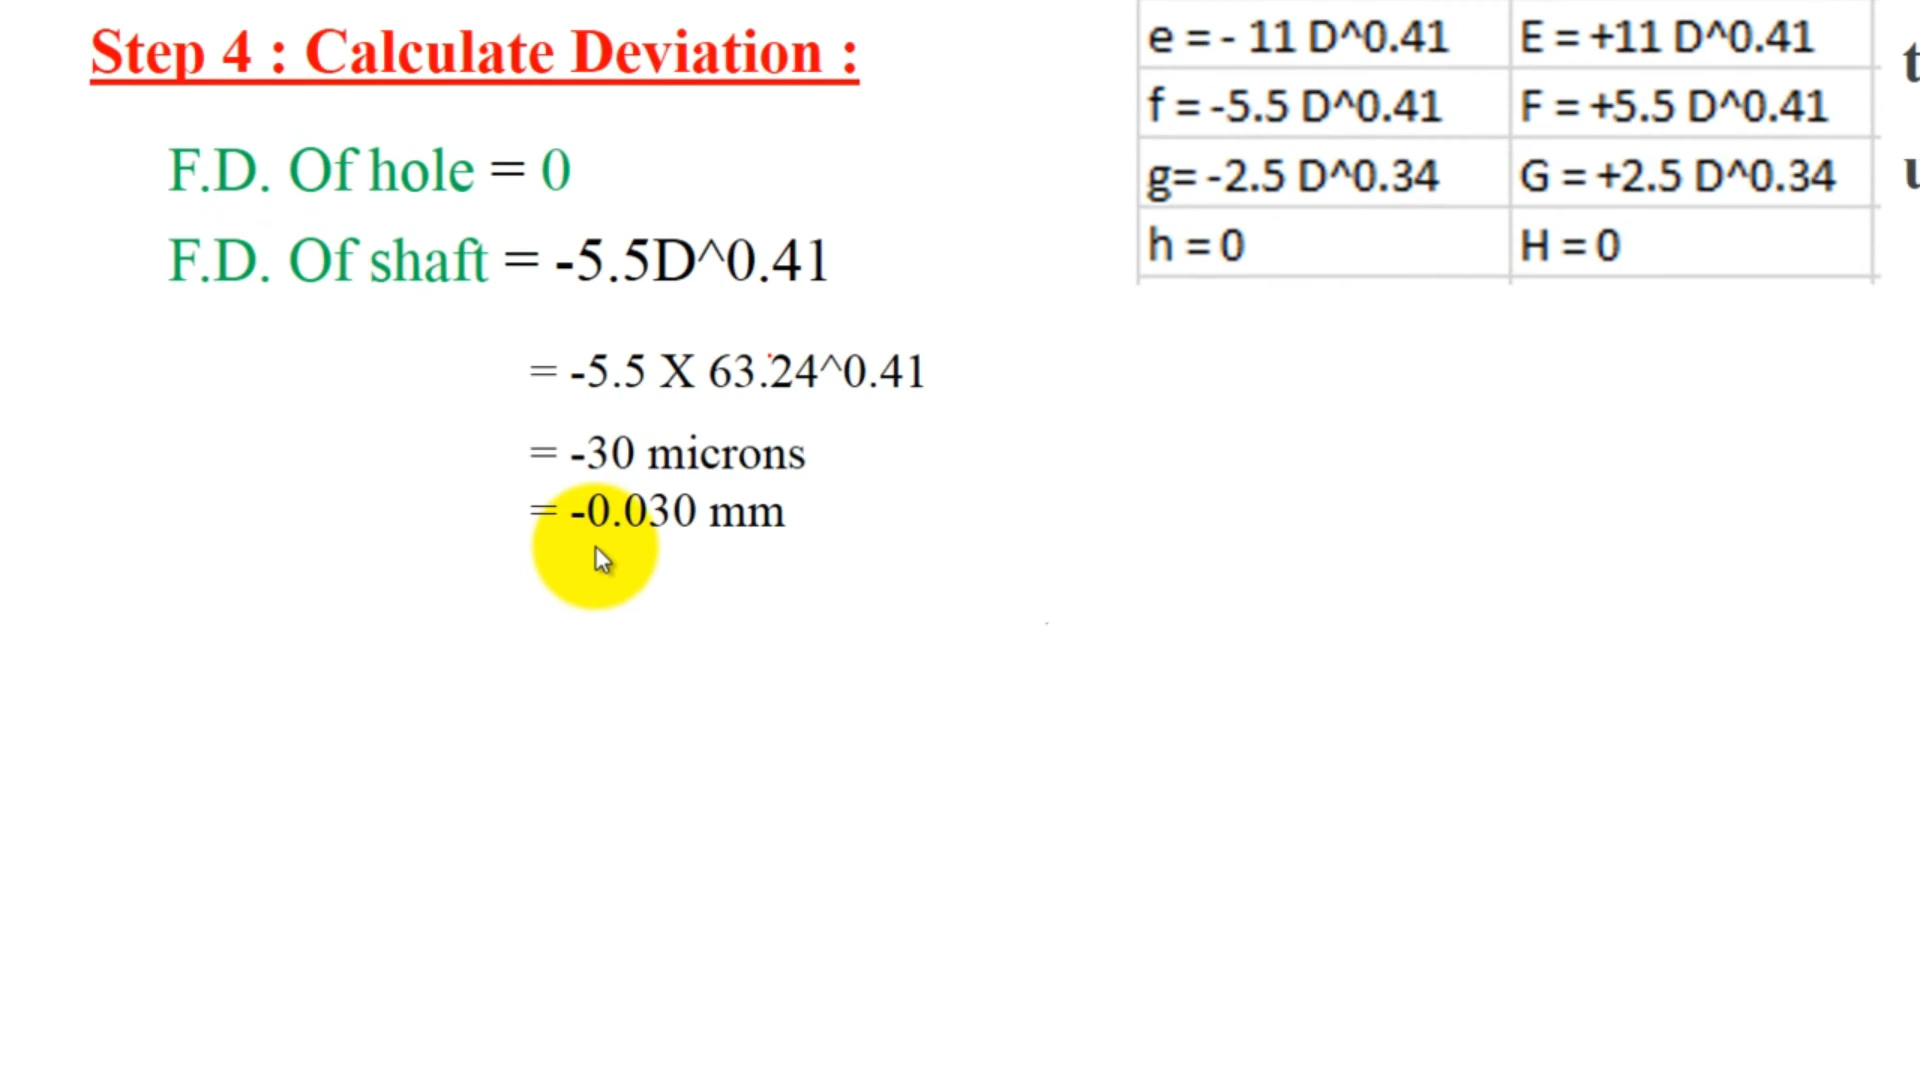 Step 4 : Calculate Deviation :
F.D. Of hole = 0
F.D. Of shaft = -5.5D^0.41
= -5.5 X 63.24^0.41
= -30 microns
= -0.030 mm
e = - 11 D^0.41 E = +11 D^0.41
f = -5.5 D^0.41 F = +5.5 D^0.41
g= -2.5 D^0.34 G = +2.5 D^0.34
h = 0 H = 0